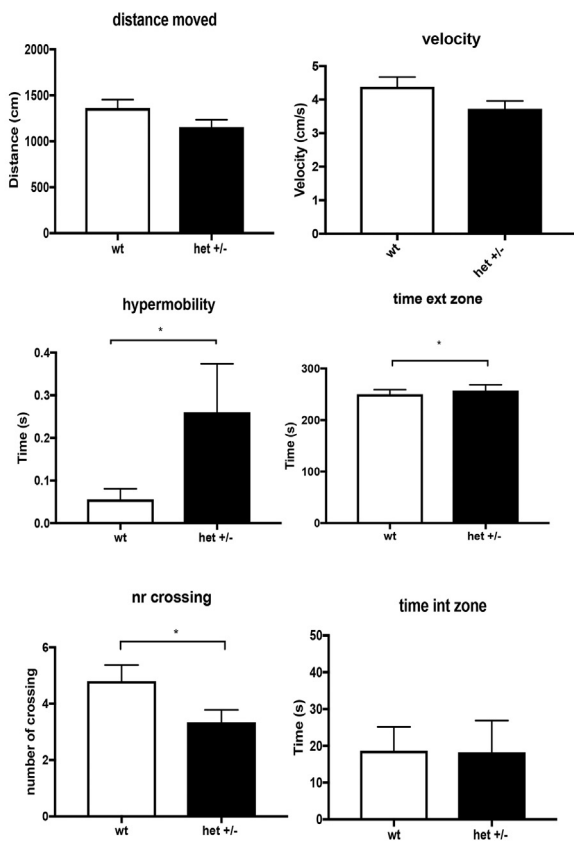 distance moved
2000
1500
1000
500
0
Distance (cm)
wt
het +/-
velocity
5
4
3
2
1
0
Velocity (cm/s)
wt
het +/-
hypermobility
*
0.4
0.3
0.2
0.1
0.0
Time (s)
wt
het +/-
time ext zone
*
300
200
100
0
Time (s)
wt
het +/-
nr crossing
*
6
4
2
0
number of crossing
wt
het +/-
time int zone
50
40
30
20
10
0
Time (s)
wt
het +/-